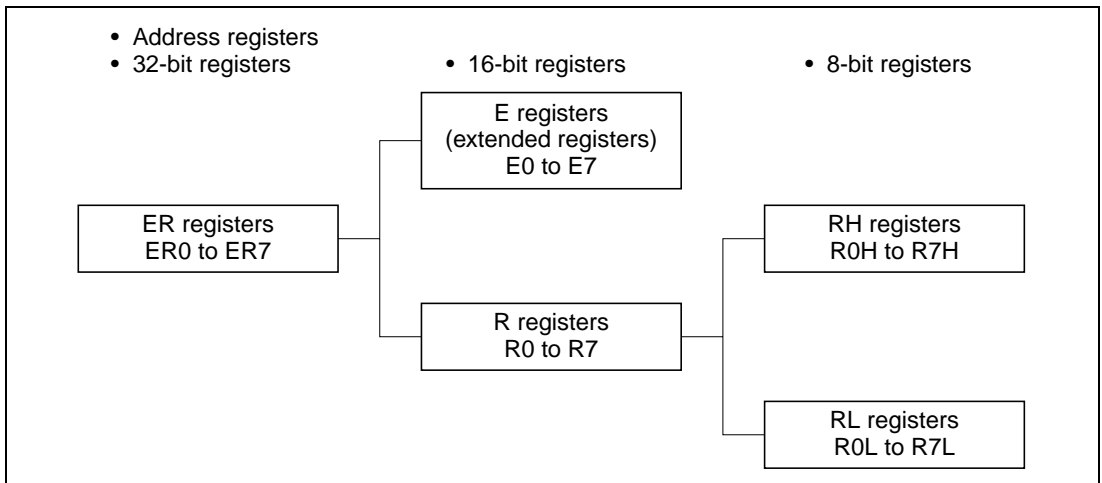 • Address registers
• 32-bit registers
• 16-bit registers
• 8-bit registers
E registers
(extended registers)
E0 to E7
ER registers
ER0 to ER7
RH registers
R0H to R7H
R registers
R0 to R7
RL registers
R0L to R7L